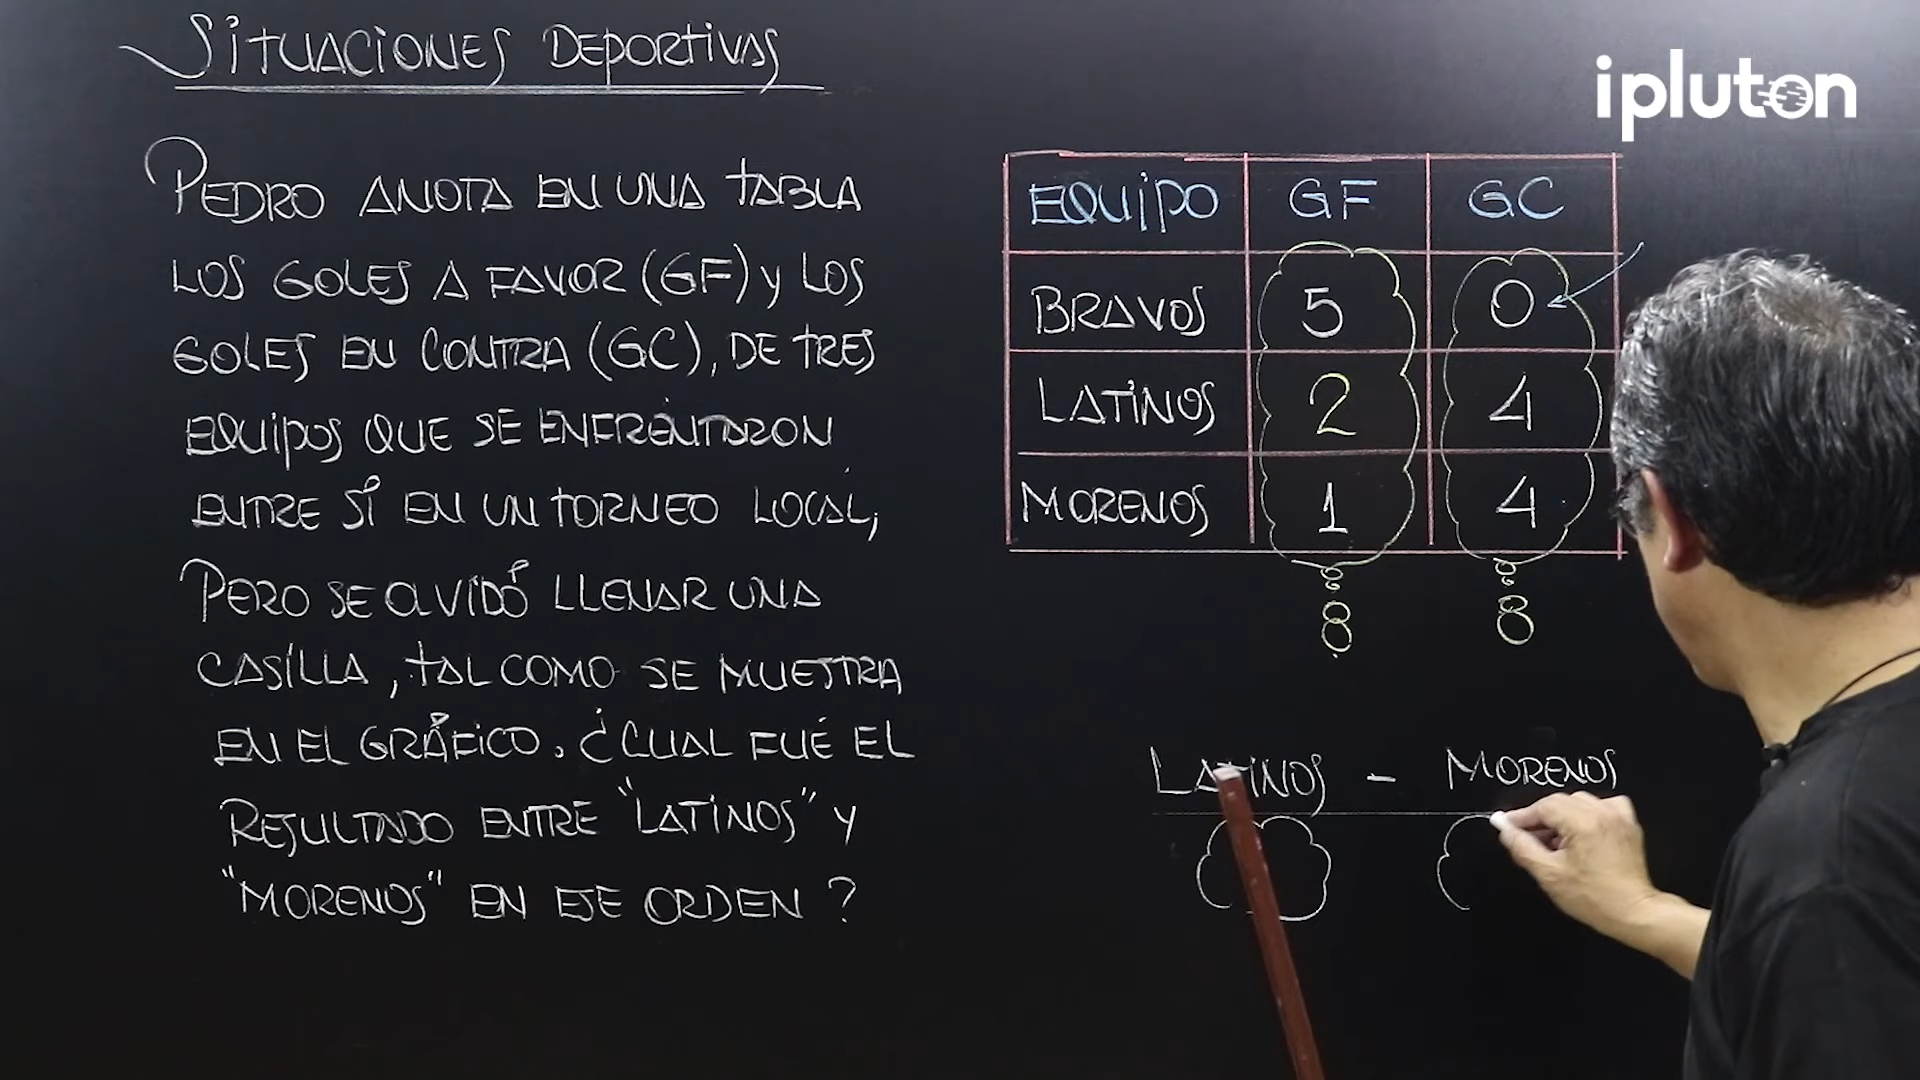 SITUACIONES DEPORTIVAS
ipluton
PEDRO ANOTA EN UNA TABLA
LOS GOLES A FAVOR (GF) Y LOS
GOLES EN CONTRA (GC), DE TRES
EQUIPOS QUE SE ENFRENTARON
ENTRE SÍ EN UN TORNEO LOCAL,
PERO SE OLVIDÓ LLENAR UNA
CASILLA, TAL COMO SE MUESTRA
EN EL GRÁFICO. ¿CUAL FUÉ EL
RESULTADO ENTRE "LATINOS" Y
"MORENOS" EN ESE ORDEN?
EQUIPO GF GC
BRAVOS 5 0
LATINOS 2 4
MORENOS 1 4
8 8
LATINOS - MORENOS